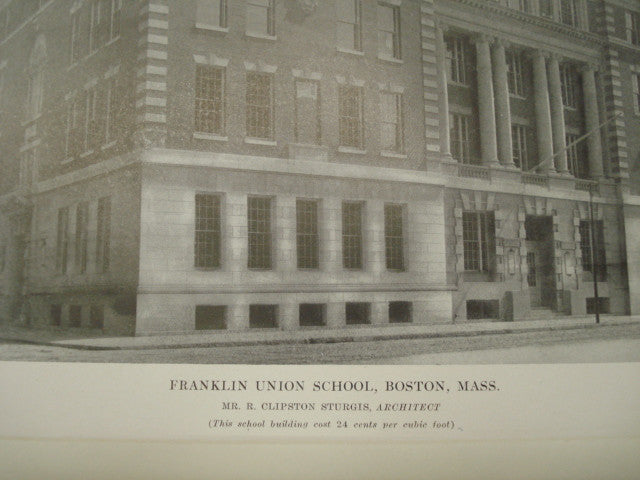 FRANKLIN UNION SCHOOL, BOSTON, MASS.
MR. R. CLIPSTON STURGIS, ARCHITECT
(This school building cost 24 cents per cubic foot)